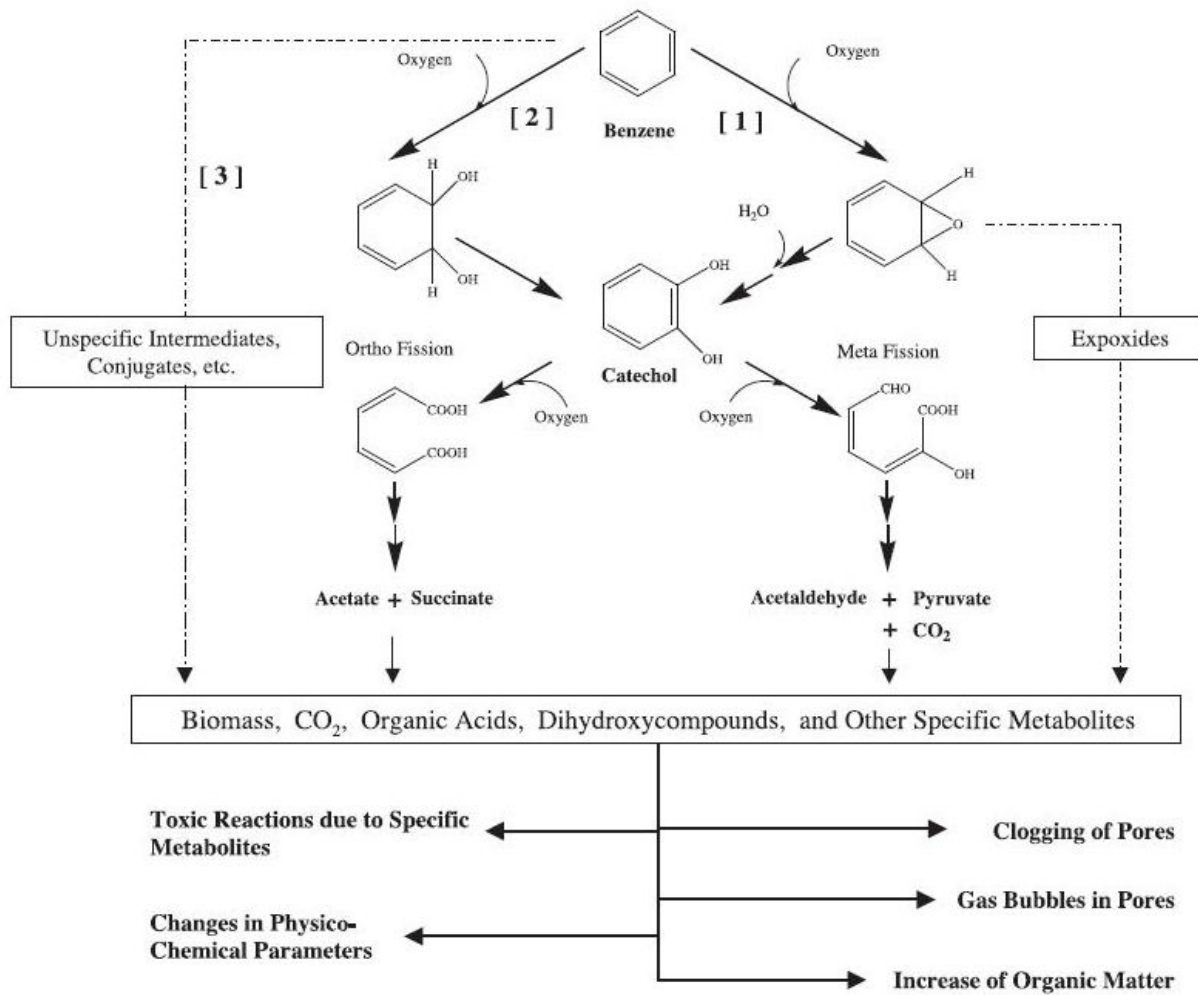 Oxygen
Oxygen
[ 2 ]
Benzene
[ 1 ]
[ 3 ]
H
OH
OH
H
H₂O
H
O
H
OH
OH
Catechol
Unspecific Intermediates,
Conjugates, etc.
Ortho Fission
Meta Fission
Expoxides
COOH
COOH
Oxygen
Oxygen
CHO
COOH
OH
Acetate + Succinate
Acetaldehyde + Pyruvate
+ CO₂
Biomass, CO₂, Organic Acids, Dihydroxycompounds, and Other Specific Metabolites
Toxic Reactions due to Specific
Metabolites
Clogging of Pores
Gas Bubbles in Pores
Changes in Physico-
Chemical Parameters
Increase of Organic Matter